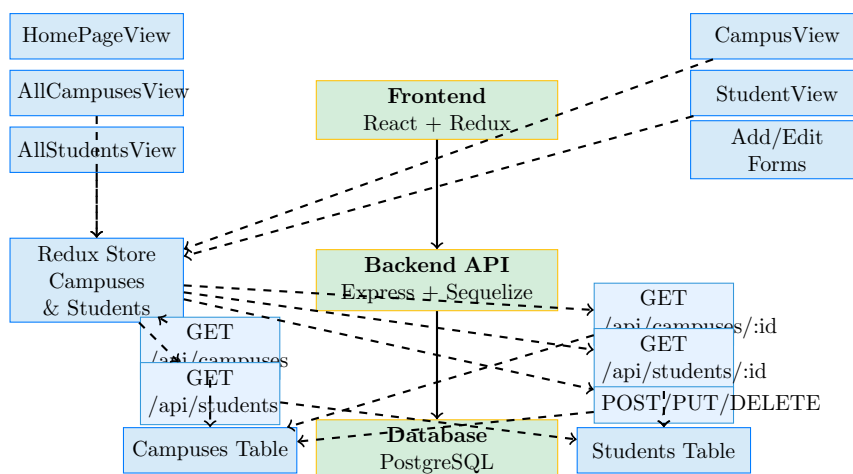 HomePageView
CampusView
AllCampusesView
Frontend
React + Redux
StudentView
AllStudentsView
Add/Edit
Forms
Redux Store
Campuses
& Students
Backend API
Express + Sequelize
GET
/api/campuses/:id
GET
/api/campuses
GET
/api/students/:id
GET
/api/students
POST/PUT/DELETE
Campuses Table
Database
PostgreSQL
Students Table